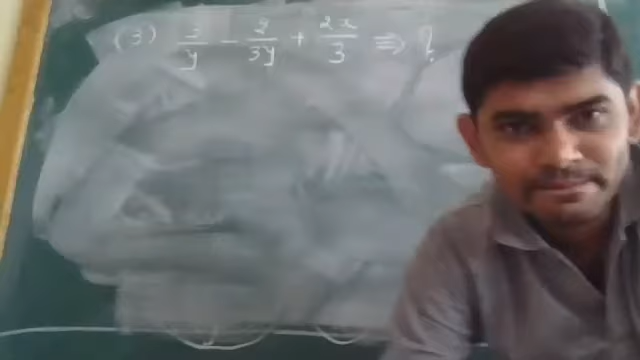 (3) 3/y - 2/3y + 2x/3 ⇒ ?